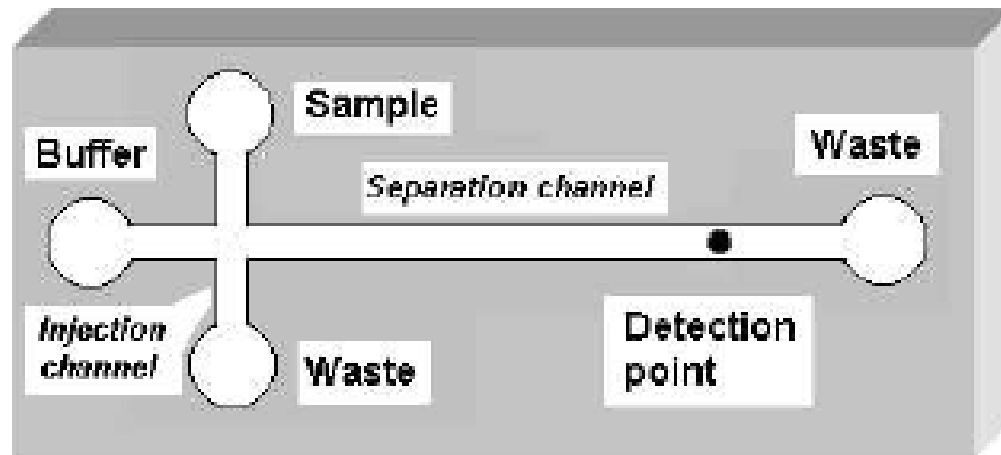 Sample
Buffer
Waste
Separation channel
Injection
channel
Waste
Detection
point